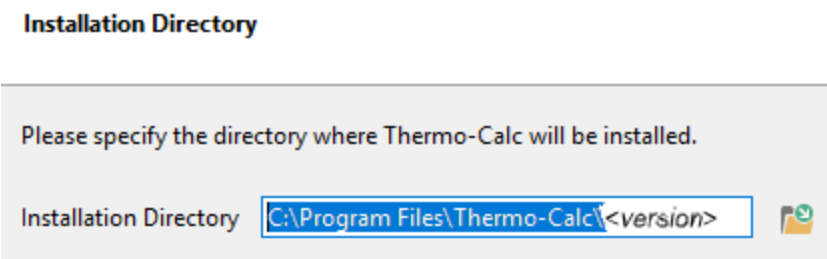 Installation Directory
Please specify the directory where Thermo-Calc will be installed.
Installation Directory C:\Program Files\Thermo-Calc\<version>